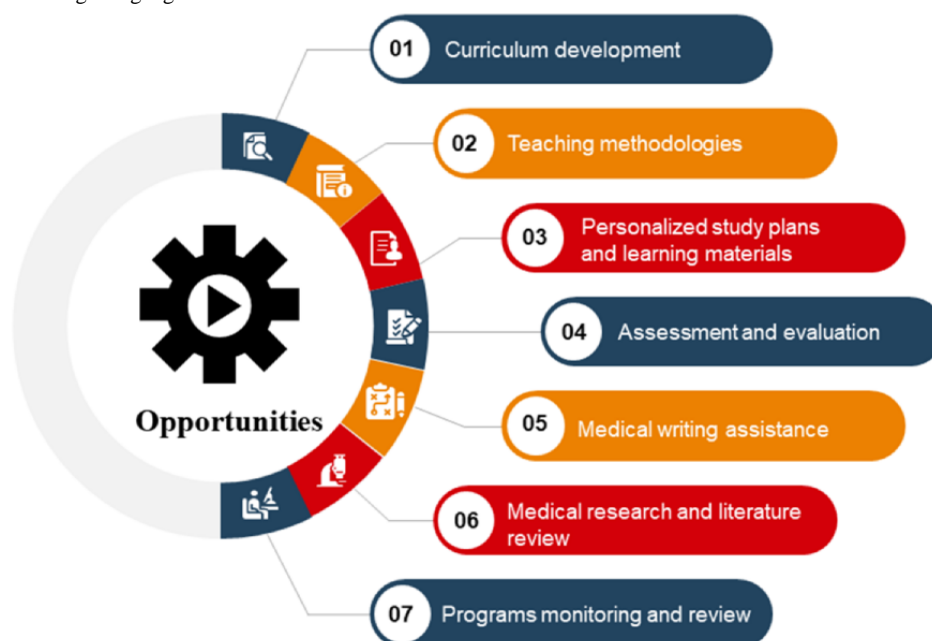 01 Curriculum development
02 Teaching methodologies
03 Personalized study plans
and learning materials
04 Assessment and evaluation
05 Medical writing assistance
06 Medical research and literature
review
07 Programs monitoring and review
Opportunities